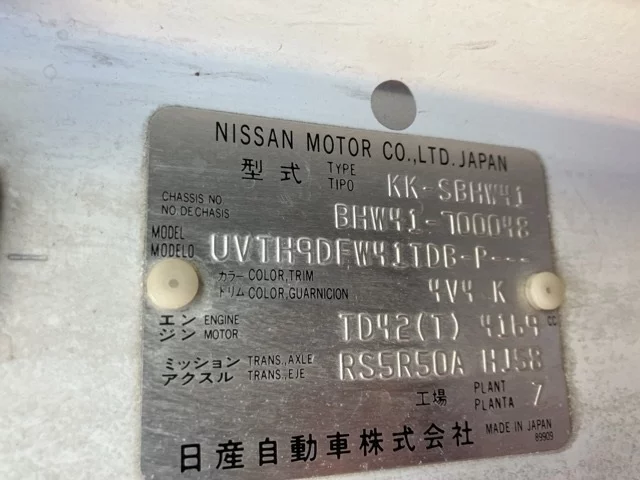 NISSAN MOTOR CO.,LTD. JAPAN
型式 TYPE TIPO KK-SBHW41
CHASSIS NO NO.DE CHASIS BHW41-700048
MODEL MODELO UVTH9DFW41TDB-P---
カラー COLOR,TRIM トリム COLOR,GUARNICION 4V4 K
エンジン ENGINE MOTOR TD42(T) 4169 cc
ミッション アクスル TRANS.,AXLE TRANS.,EJE RS5R50A HJ58
工場 PLANT PLANTA 7
日産自動車株式会社 MADE IN JAPAN 89909